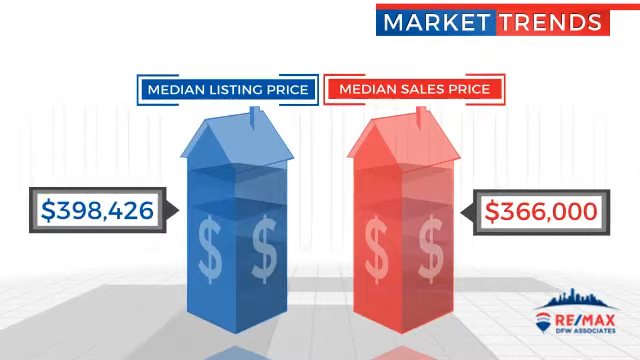 MARKET TRENDS
MEDIAN LISTING PRICE
MEDIAN SALES PRICE
$398,426
$366,000
$ $
$ $
RE/MAX
DFW ASSOCIATES